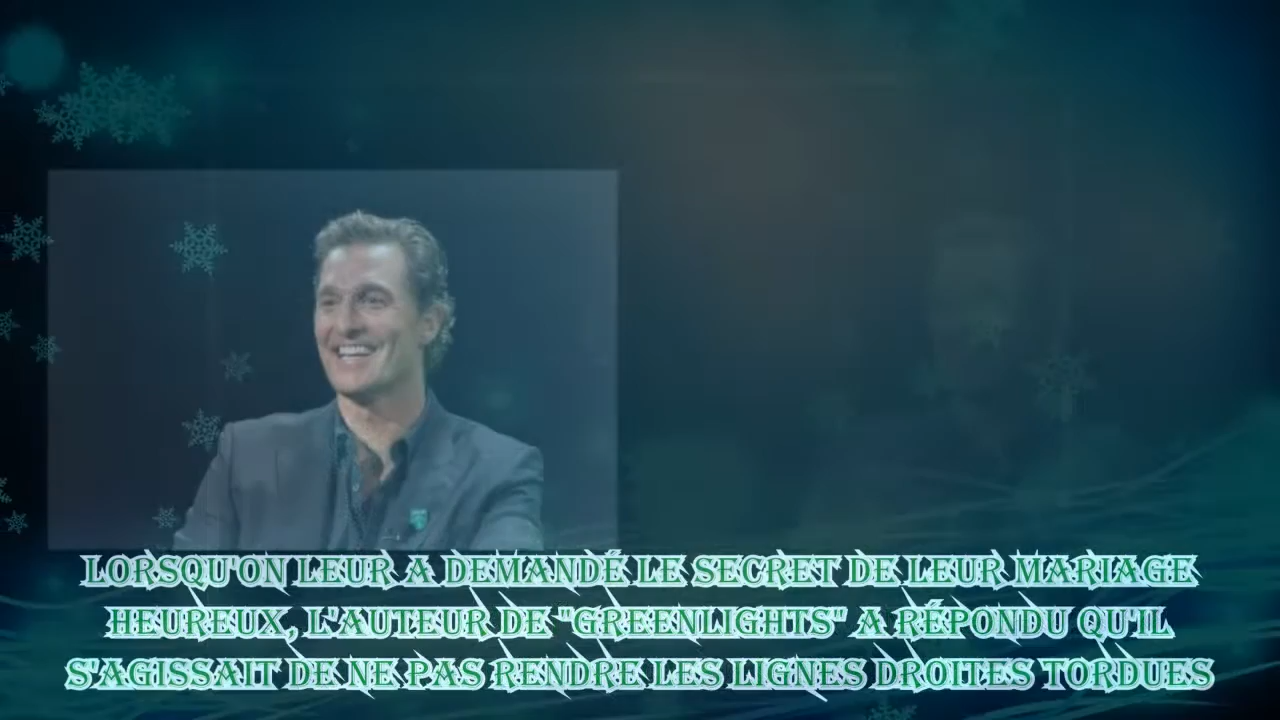 LORSQU'ON LEUR A DEMANDÉ LE SECRET DE LEUR MARIAGE
HEUREUX, L'AUTEUR DE "GREENLIGHTS" A RÉPONDU QU'IL
S'AGISSAIT DE NE PAS RENDRE LES LIGNES DROITES TORDUES